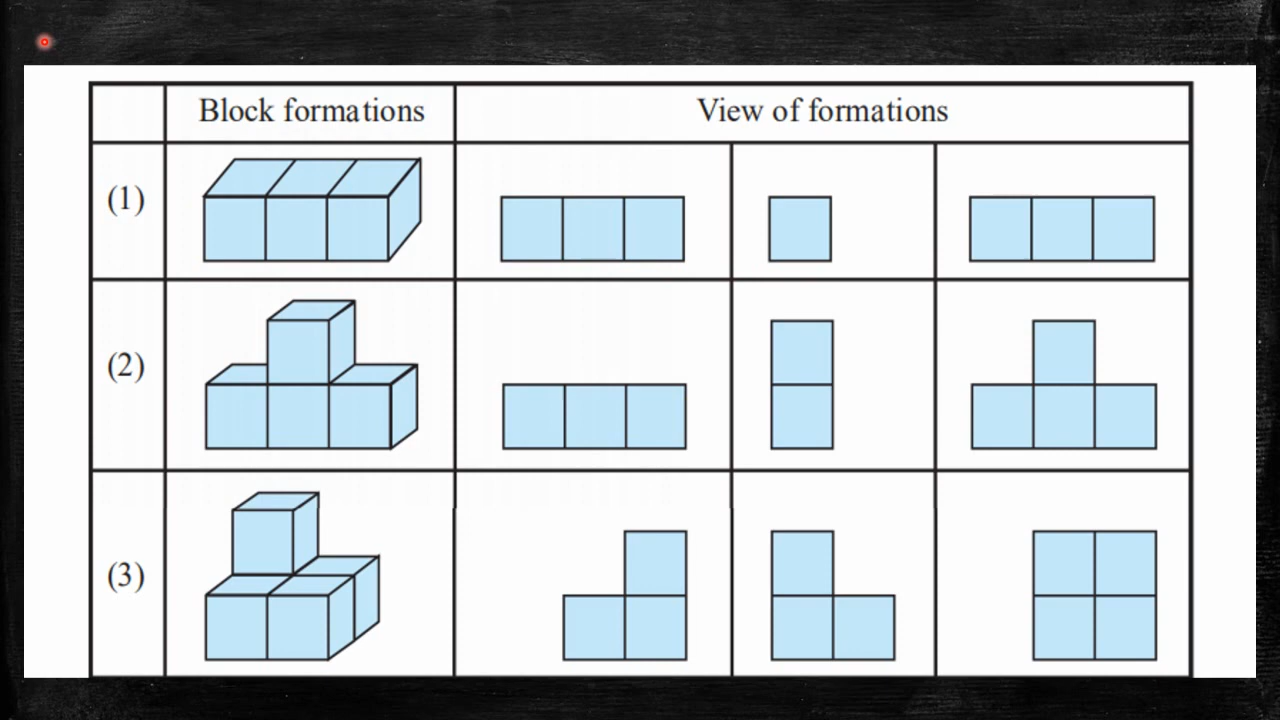 Block formations
View of formations
(1)
(2)
(3)